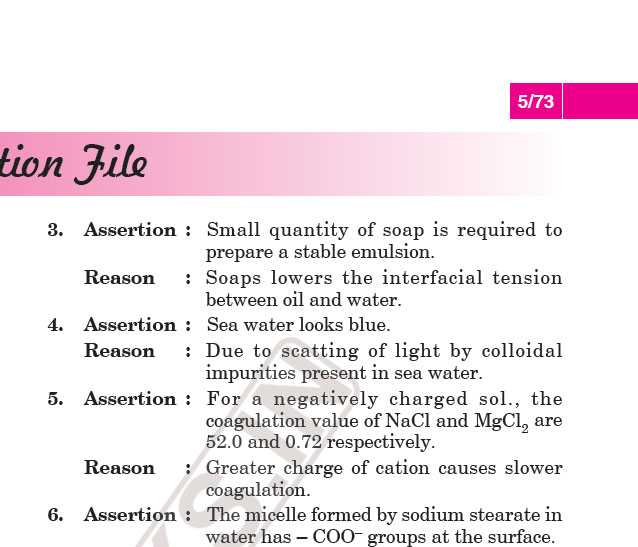 5/73
tion File
3. Assertion : Small quantity of soap is required to
prepare a stable emulsion.
Reason : Soaps lowers the interfacial tension
between oil and water.
4. Assertion : Sea water looks blue.
Reason : Due to scatting of light by colloidal
impurities present in sea water.
5. Assertion : For a negatively charged sol., the
coagulation value of NaCl and MgCl₂ are
52.0 and 0.72 respectively.
Reason : Greater charge of cation causes slower
coagulation.
6. Assertion : The micelle formed by sodium stearate in
water has – COO⁻ groups at the surface.